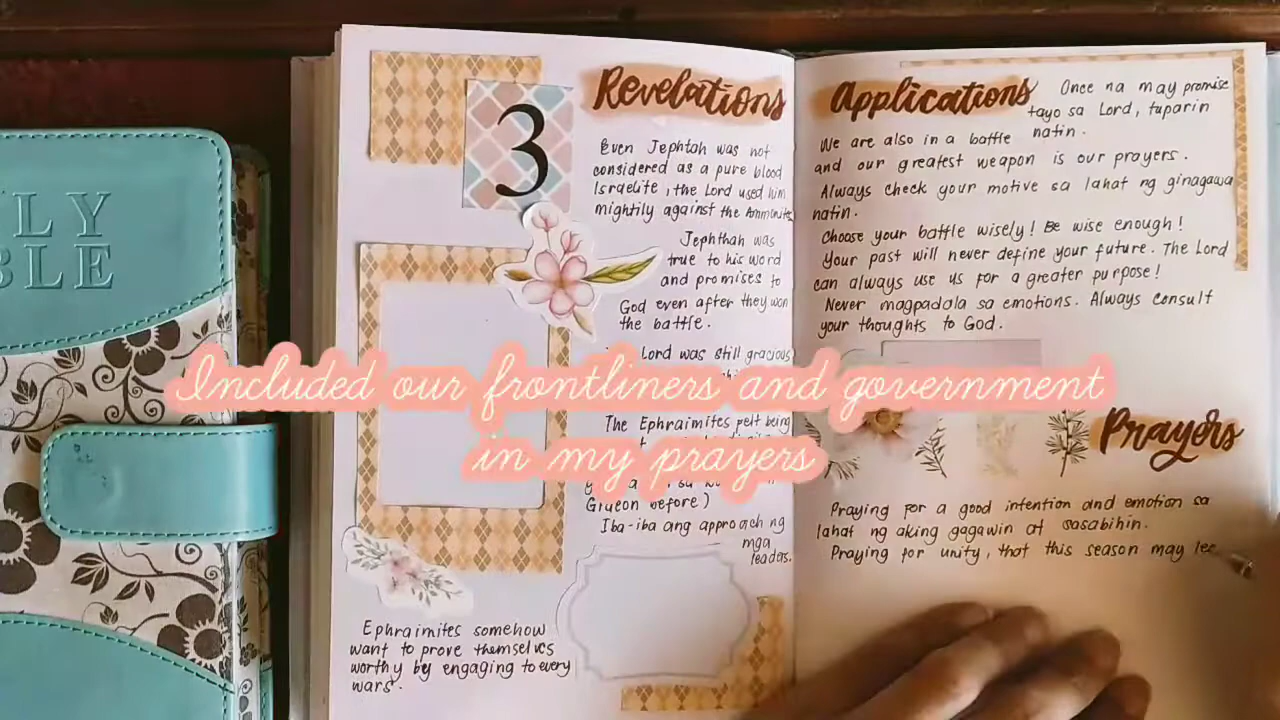 LY
BLE
3
Revelations
Even Jephtah was not
considered as a pure blood
Israelite, the Lord used him
mightily against the Ammonites
Jephthah was
true to his word
and promises to
God even after they won
the battle.
Lord was still gracious
The Ephraimites felt being
Gideon before)
Iba-iba ang approach ng
mga
leaders.
Ephraimites somehow
want to prove themselves
worthy by engaging to every
wars.
Applications
Once na may promise
tayo sa Lord, tuparin
natin.
We are also in a battle
and our greatest weapon is our prayers.
Always check your motive sa lahat ng ginagawa
natin.
Choose your battle wisely! Be wise enough!
Your past will never define your future. The Lord
can always use us for a greater purpose!
Never magpadala sa emotions. Always consult
your thoughts to God.
Prayers
Praying for a good intention and emotion sa
lahat ng aking gagawin at sasabihin.
Praying for unity, that this season may lea
Included our frontliners and government
in my prayers